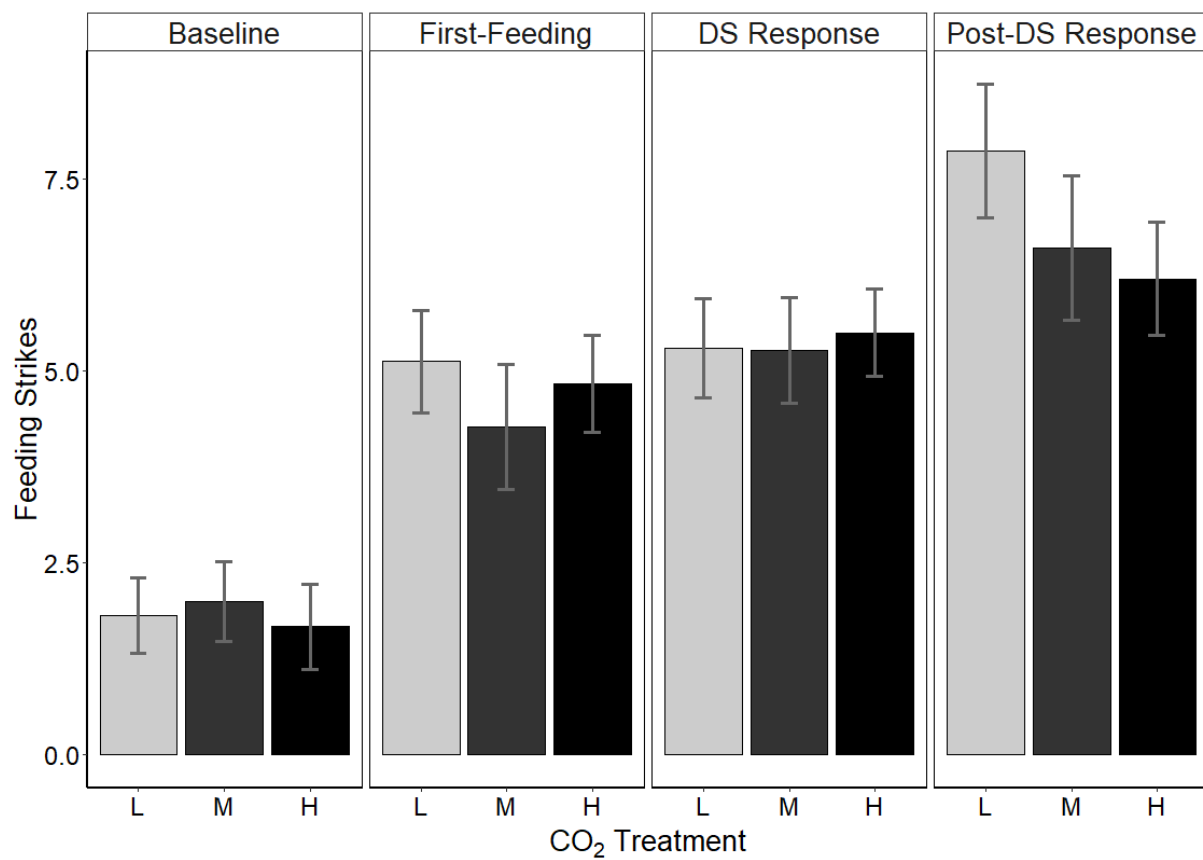 Baseline First-Feeding DS Response Post-DS Response
7.5
5.0
2.5
0.0
Feeding Strikes
L M H L M H L M H L M H
CO₂ Treatment